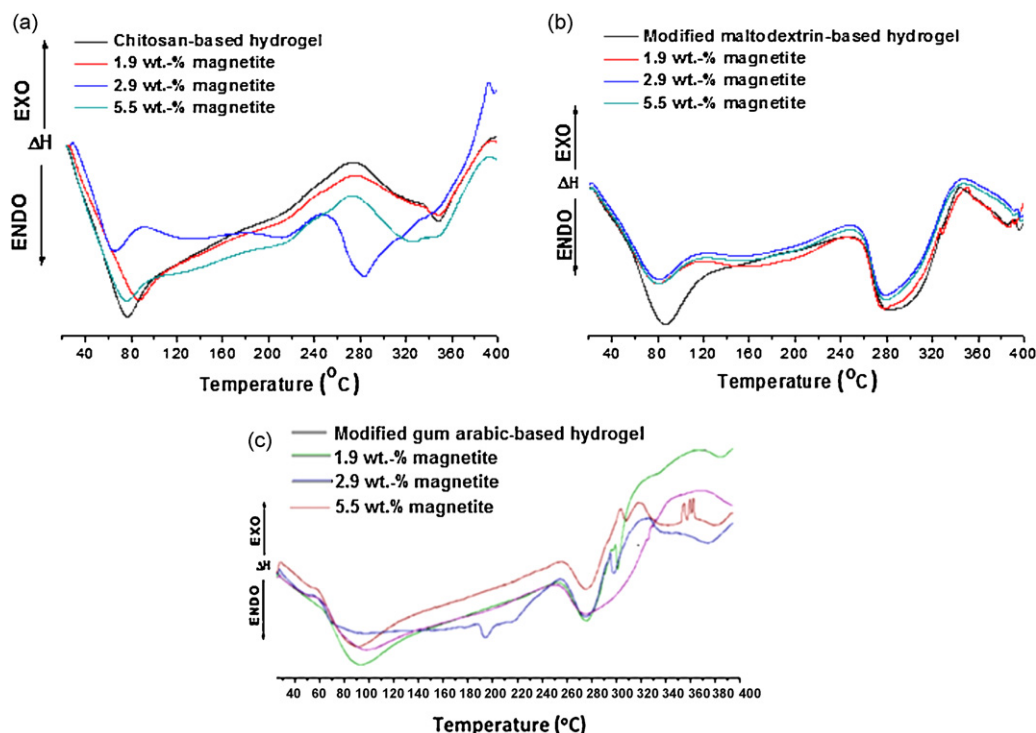 (a)
Chitosan-based hydrogel
1.9 wt.-% magnetite
2.9 wt.-% magnetite
5.5 wt.-% magnetite
EXO
ΔH
ENDO
40 80 120 160 200 240 280 320 360 400
Temperature (°C)
(b)
Modified maltodextrin-based hydrogel
1.9 wt.-% magnetite
2.9 wt.-% magnetite
5.5 wt.-% magnetite
EXO
ΔH
ENDO
40 80 120 160 200 240 280 320 360 400
Temperature (°C)
(c)
Modified gum arabic-based hydrogel
1.9 wt.-% magnetite
2.9 wt.-% magnetite
5.5 wt.% magnetite
EXO
ΔH
ENDO
40 60 80 100 120 140 160 180 200 220 240 260 280 300 320 340 360 380 400
Temperature (°C)